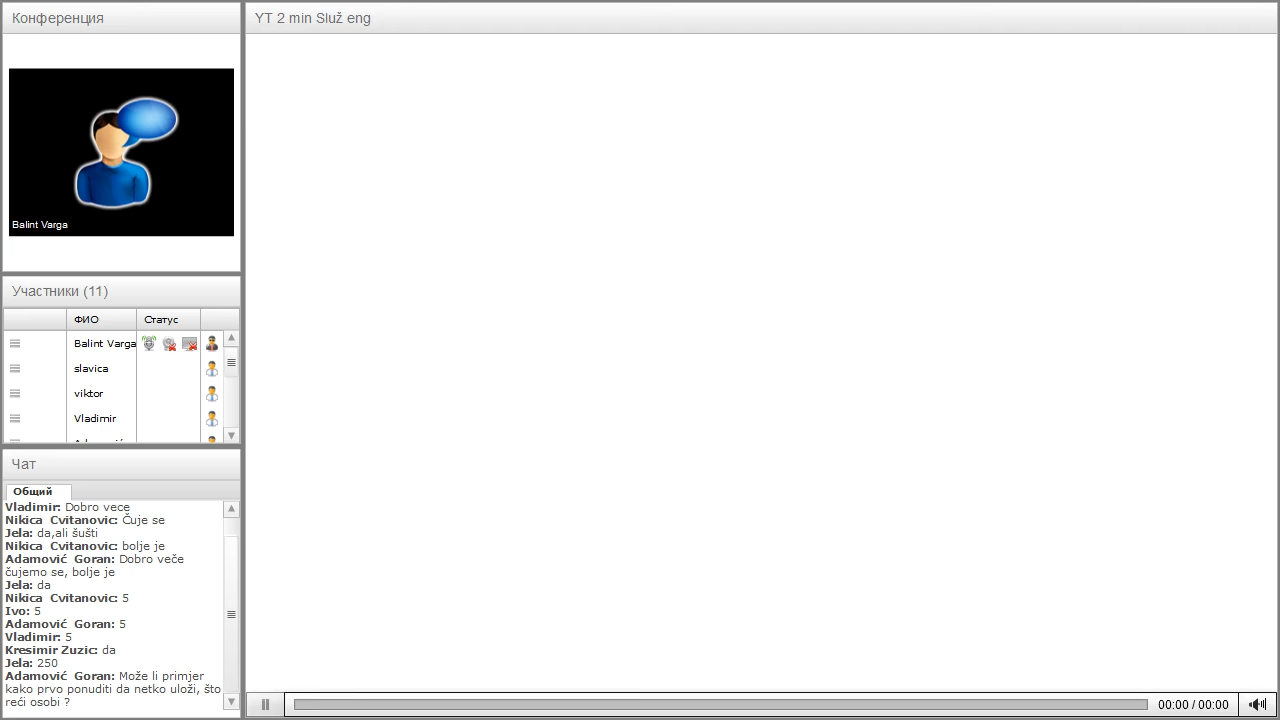 Конференция
YT 2 min Služ eng
Balint Varga
Участники (11)
ФИО Статус
Balint Varga
slavica
viktor
Vladimir
Чат
Общий
Vladimir: Dobro vece
Nikica Cvitanovic: Čuje se
Jela: da,ali šušti
Nikica Cvitanovic: bolje je
Adamović Goran: Dobro veče
čujemo se, bolje je
Jela: da
Nikica Cvitanovic: 5
Ivo: 5
Adamović Goran: 5
Vladimir: 5
Kresimir Zuzic: da
Jela: 250
Adamović Goran: Može li primjer
kako prvo ponuditi da netko uloži, što
reći osobi ?
00:00 / 00:00